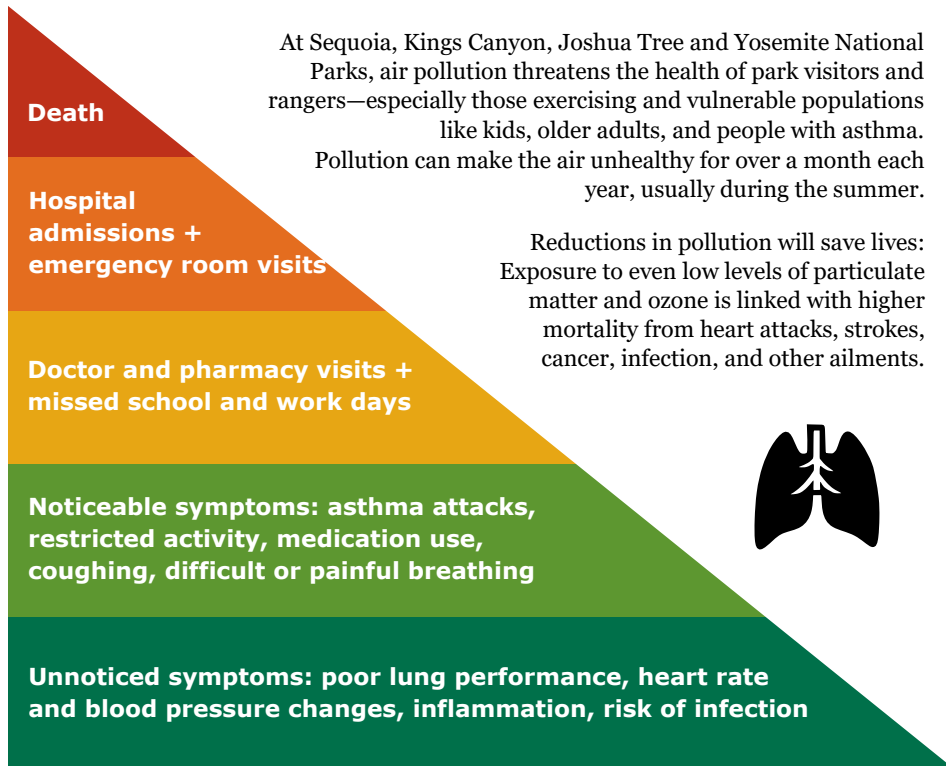 At Sequoia, Kings Canyon, Joshua Tree and Yosemite National
Parks, air pollution threatens the health of park visitors and
rangers—especially those exercising and vulnerable populations
like kids, older adults, and people with asthma.
Pollution can make the air unhealthy for over a month each
year, usually during the summer.
Reductions in pollution will save lives:
Exposure to even low levels of particulate
matter and ozone is linked with higher
mortality from heart attacks, strokes,
cancer, infection, and other ailments.
Death
Hospital
admissions +
emergency room visits
Doctor and pharmacy visits +
missed school and work days
Noticeable symptoms: asthma attacks,
restricted activity, medication use,
coughing, difficult or painful breathing
Unnoticed symptoms: poor lung performance, heart rate
and blood pressure changes, inflammation, risk of infection